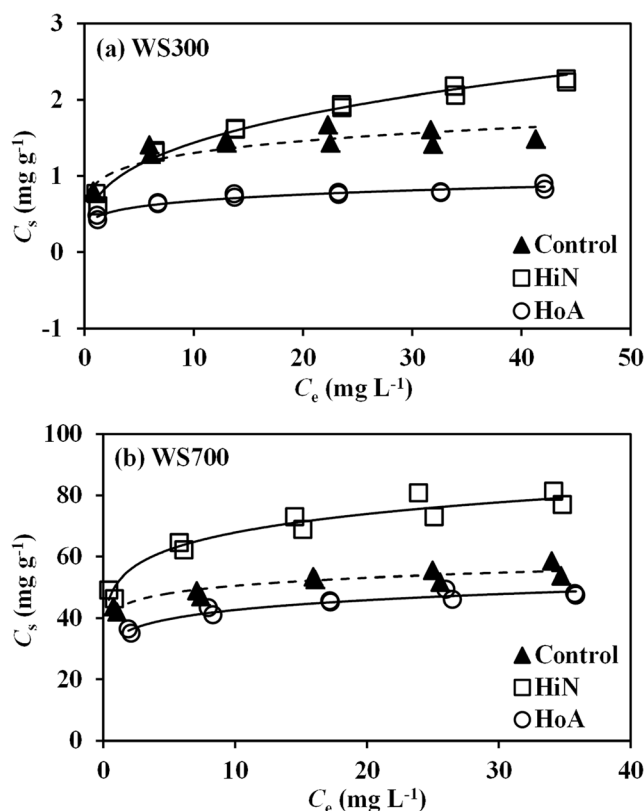 (a) WS300
3
2
1
0
-1
Cs (mg g-1)
Control
HiN
HoA
0 10 20 30 40 50
Ce (mg L-1)
(b) WS700
100
80
60
40
20
0
Cs (mg g-1)
Control
HiN
HoA
0 10 20 30 40
Ce (mg L-1)